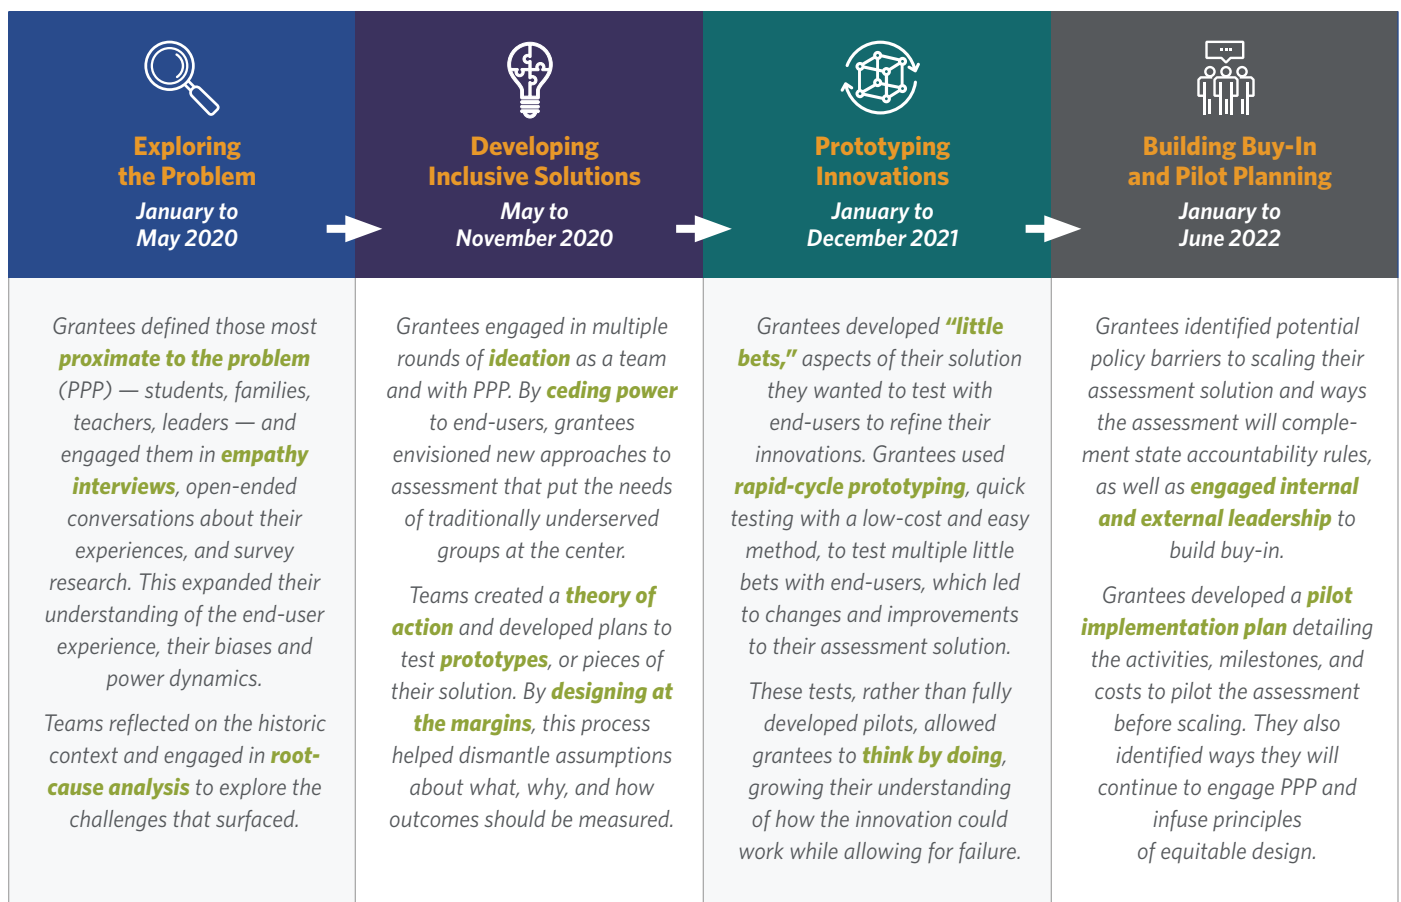 Exploring
the Problem
January to
May 2020
Grantees defined those most
proximate to the problem
(PPP) — students, families,
teachers, leaders — and
engaged them in empathy
interviews, open-ended
conversations about their
experiences, and survey
research. This expanded their
understanding of the end-user
experience, their biases and
power dynamics.
Teams reflected on the historic
context and engaged in root-
cause analysis to explore the
challenges that surfaced.
Developing
Inclusive Solutions
May to
November 2020
Grantees engaged in multiple
rounds of ideation as a team
and with PPP. By ceding power
to end-users, grantees
envisioned new approaches to
assessment that put the needs
of traditionally underserved
groups at the center.
Teams created a theory of
action and developed plans to
test prototypes, or pieces of
their solution. By designing at
the margins, this process
helped dismantle assumptions
about what, why, and how
outcomes should be measured.
Prototyping
Innovations
January to
December 2021
Grantees developed “little
bets,” aspects of their solution
they wanted to test with
end-users to refine their
innovations. Grantees used
rapid-cycle prototyping, quick
testing with a low-cost and easy
method, to test multiple little
bets with end-users, which led
to changes and improvements
to their assessment solution.
These tests, rather than fully
developed pilots, allowed
grantees to think by doing,
growing their understanding
of how the innovation could
work while allowing for failure.
Building Buy-In
and Pilot Planning
January to
June 2022
Grantees identified potential
policy barriers to scaling their
assessment solution and ways
the assessment will comple-
ment state accountability rules,
as well as engaged internal
and external leadership to
build buy-in.
Grantees developed a pilot
implementation plan detailing
the activities, milestones, and
costs to pilot the assessment
before scaling. They also
identified ways they will
continue to engage PPP and
infuse principles
of equitable design.